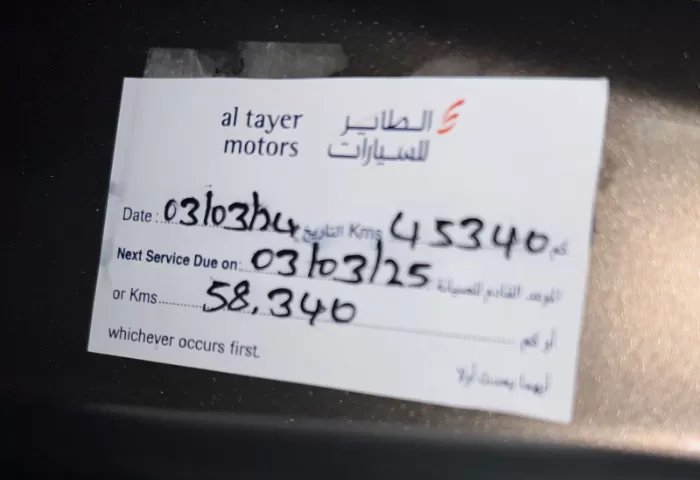 al tayer motors
الطاير للسيارات
Date : 03/03/24 التاريخ Kms 45340 كم
Next Service Due on: 03/03/25 الموعد القادم للصيانة
or Kms 58,340 أو كم
whichever occurs first. أيهما يحدث أولا